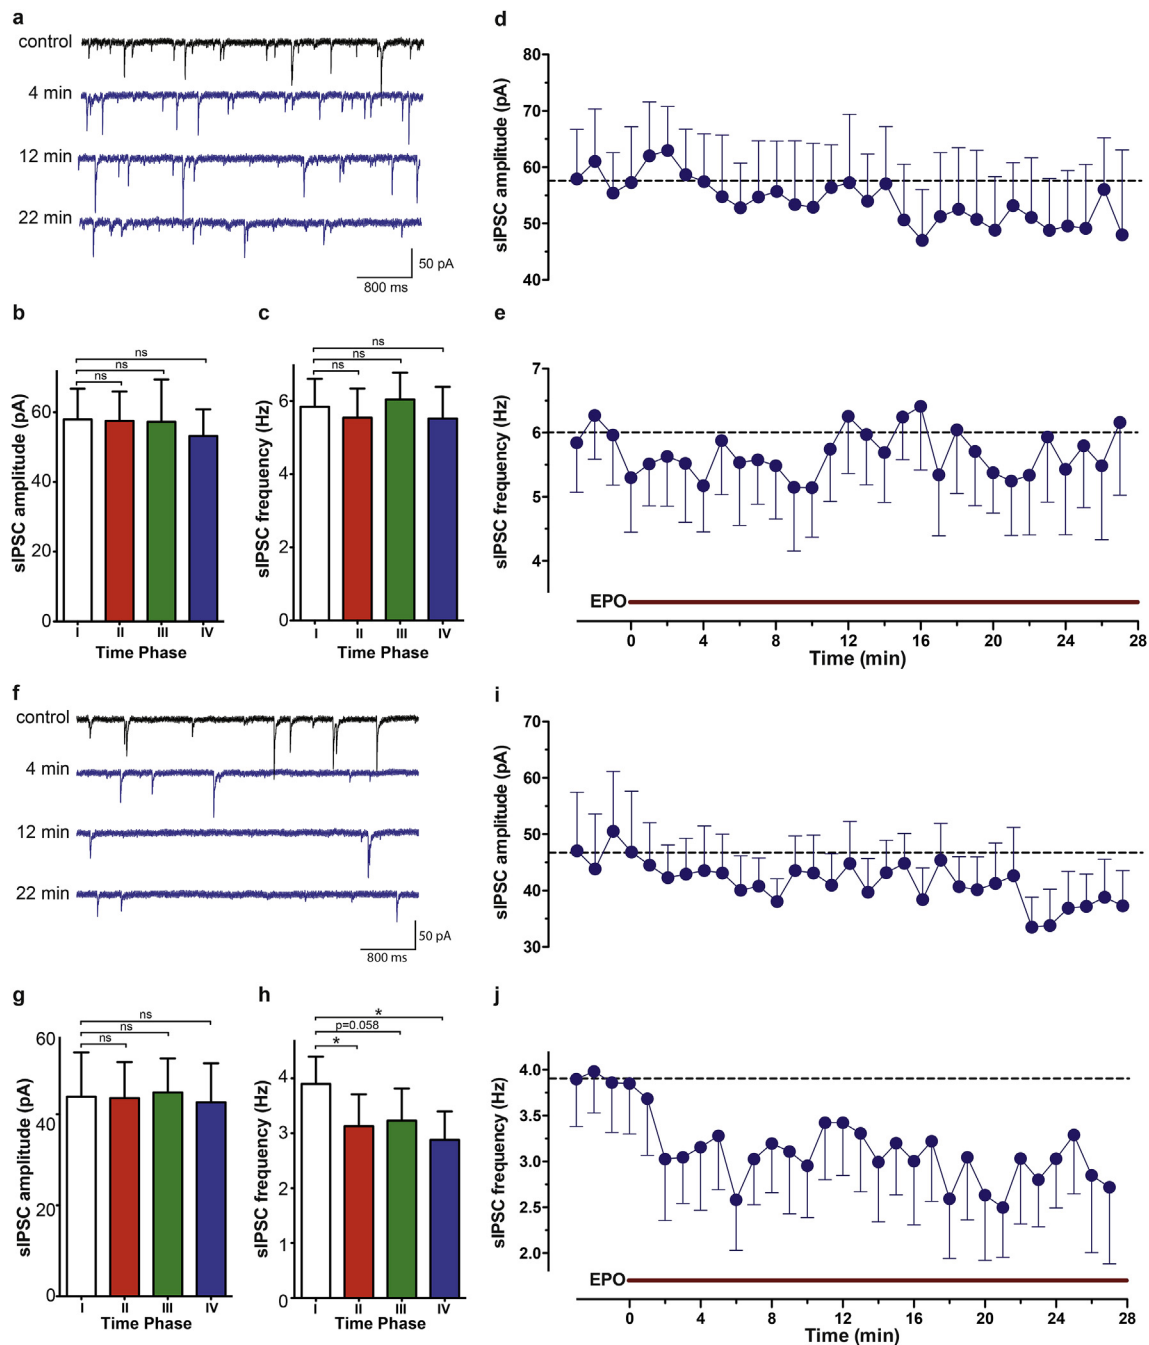 a
control
4 min
12 min
22 min
50 pA
800 ms
b
ns
ns
ns
sIPSC amplitude (pA)
60
40
20
0
I II III IV
Time Phase
c
ns
ns
ns
sIPSC frequency (Hz)
6
4
2
0
I II III IV
Time Phase
d
sIPSC amplitude (pA)
80
70
60
50
40
e
sIPSC frequency (Hz)
7
6
5
4
EPO
0 4 8 12 16 20 24 28
Time (min)
f
control
4 min
12 min
22 min
50 pA
800 ms
g
ns
ns
ns
sIPSC amplitude (pA)
60
40
20
0
I II III IV
Time Phase
h
*
p=0.058
*
sIPSC frequency (Hz)
4
3
2
1
0
I II III IV
Time Phase
i
sIPSC amplitude (pA)
70
60
50
40
30
j
sIPSC frequency (Hz)
4.0
3.5
3.0
2.5
2.0
EPO
0 4 8 12 16 20 24 28
Time (min)